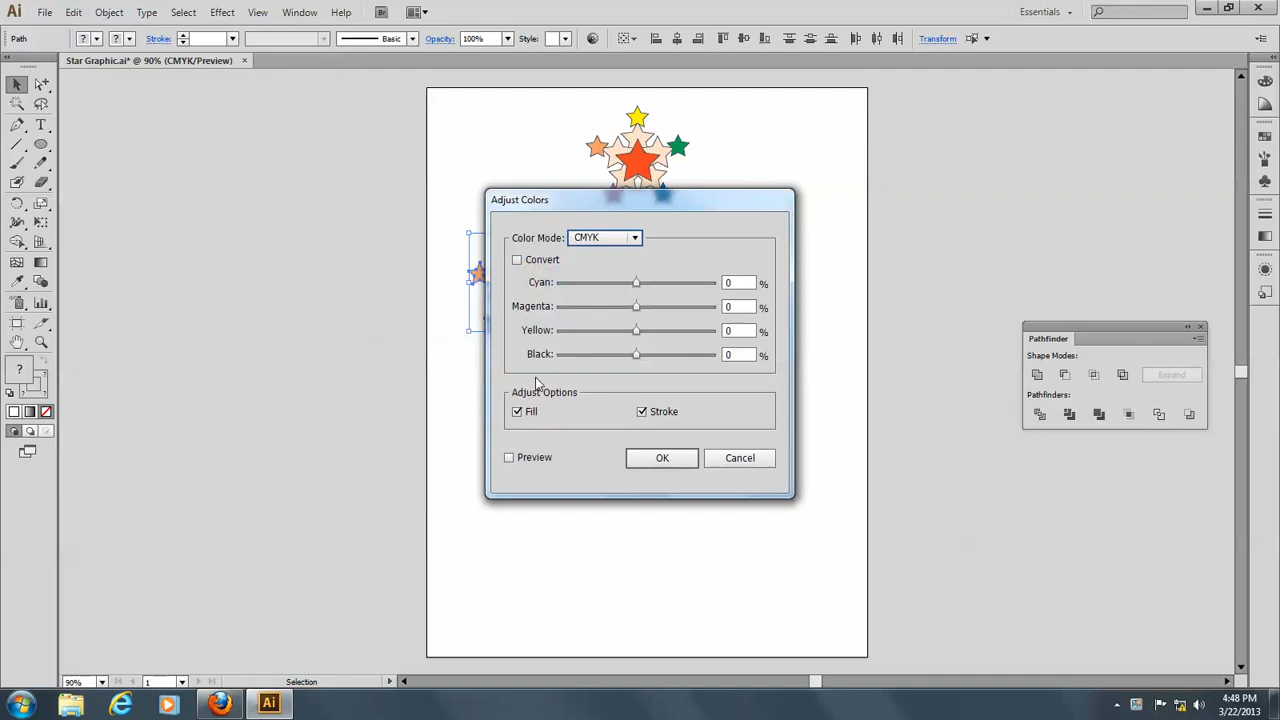 Ai File Edit Object Type Select Effect View Window Help Br Essentials
Path ? ? Stroke: Basic Opacity: 100% Style: Transform
Star Graphic.ai* @ 90% (CMYK/Preview) ×
Adjust Colors
Color Mode: CMYK
Convert
Cyan: 0 %
Magenta: 0 %
Yellow: 0 %
Black: 0 %
Adjust Options
Fill Stroke
Preview OK Cancel
Pathfinder
Shape Modes:
Expand
Pathfinders:
T
?
?
90% 1 Selection
Ai
4:48 PM
3/22/2013